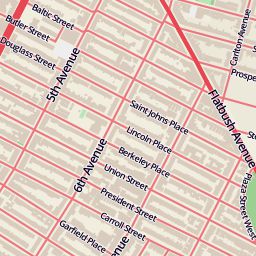 Baltic Street
Butler Street
Douglass Street
5th Avenue
Carlton Avenue
Prospe
Saint Johns Place
Flatbush Avenue
Lincoln Place
Berkeley Place
6th Avenue
Union Street
Plaza Street West
President Street
Carroll Street
Garfield Place
Avenue